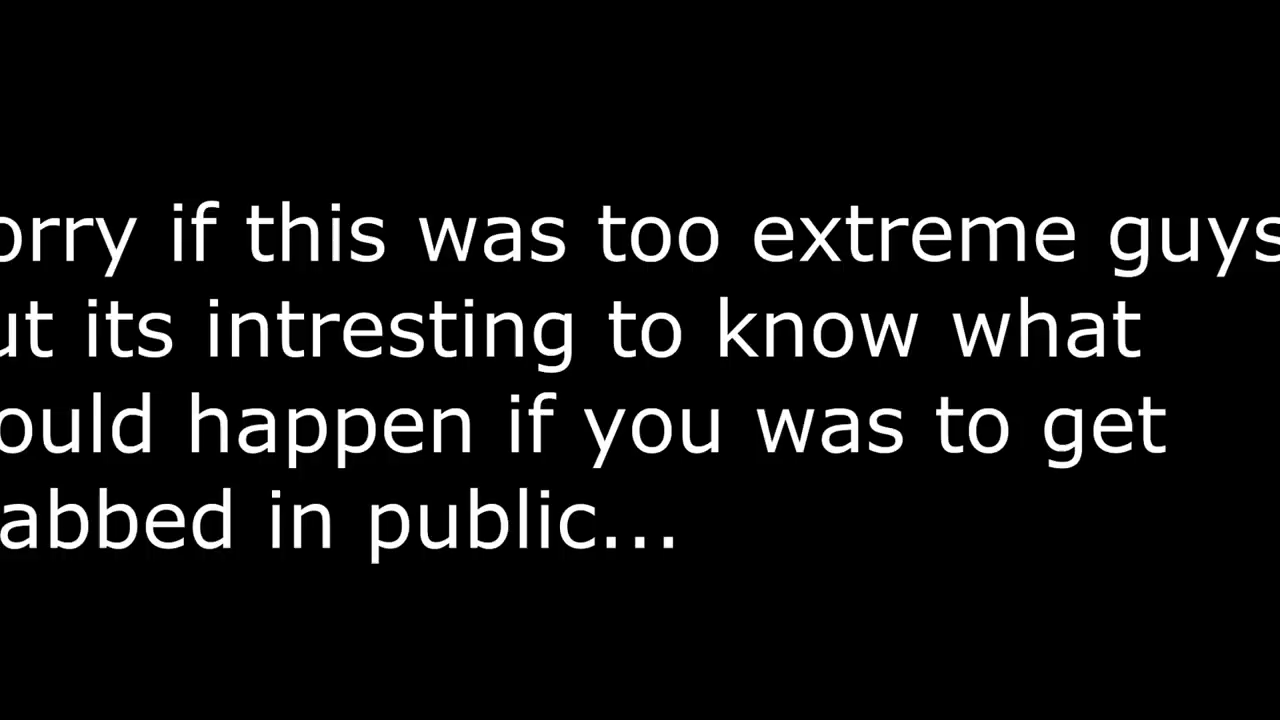 orry if this was too extreme guys
ut its intresting to know what
ould happen if you was to get
abbed in public...